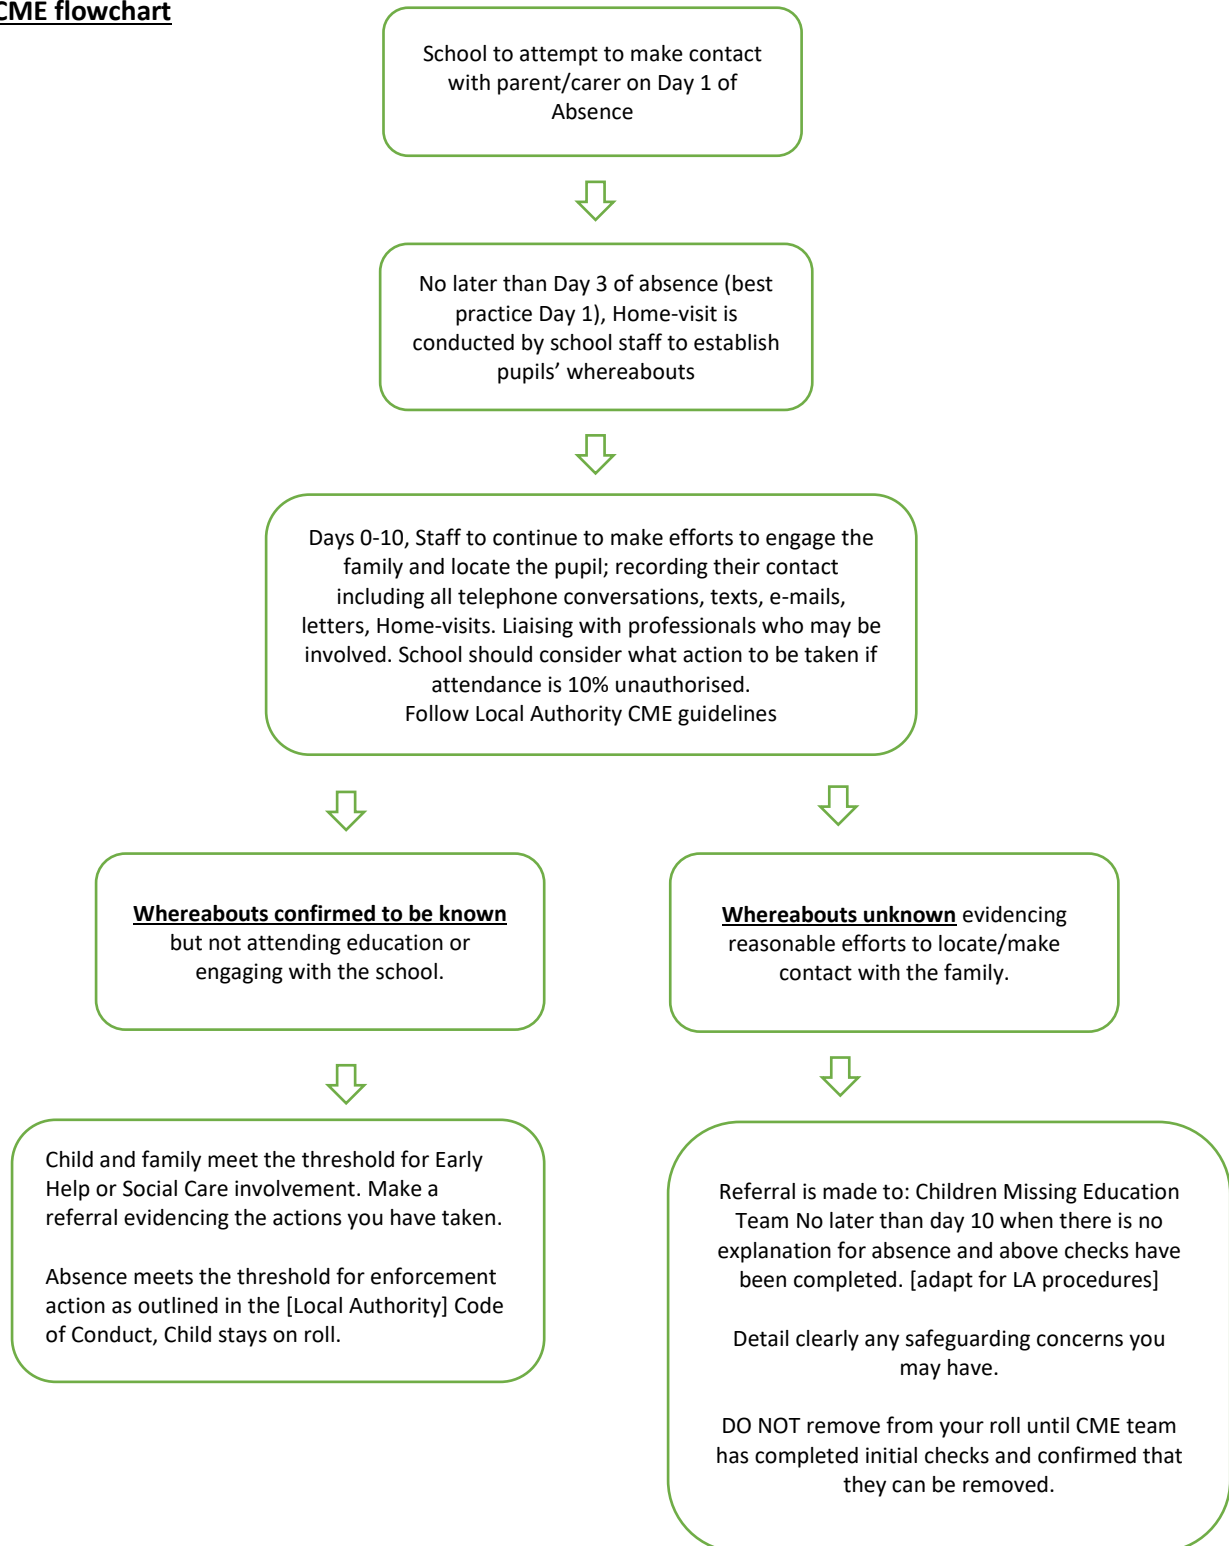 CME flowchart
School to attempt to make contact
with parent/carer on Day 1 of
Absence
No later than Day 3 of absence (best
practice Day 1), Home-visit is
conducted by school staff to establish
pupils’ whereabouts
Days 0-10, Staff to continue to make efforts to engage the
family and locate the pupil; recording their contact
including all telephone conversations, texts, e-mails,
letters, Home-visits. Liaising with professionals who may be
involved. School should consider what action to be taken if
attendance is 10% unauthorised.
Follow Local Authority CME guidelines
Whereabouts confirmed to be known
but not attending education or
engaging with the school.
Whereabouts unknown evidencing
reasonable efforts to locate/make
contact with the family.
Child and family meet the threshold for Early
Help or Social Care involvement. Make a
referral evidencing the actions you have taken.
Absence meets the threshold for enforcement
action as outlined in the [Local Authority] Code
of Conduct, Child stays on roll.
Referral is made to: Children Missing Education
Team No later than day 10 when there is no
explanation for absence and above checks have
been completed. [adapt for LA procedures]
Detail clearly any safeguarding concerns you
may have.
DO NOT remove from your roll until CME team
has completed initial checks and confirmed that
they can be removed.